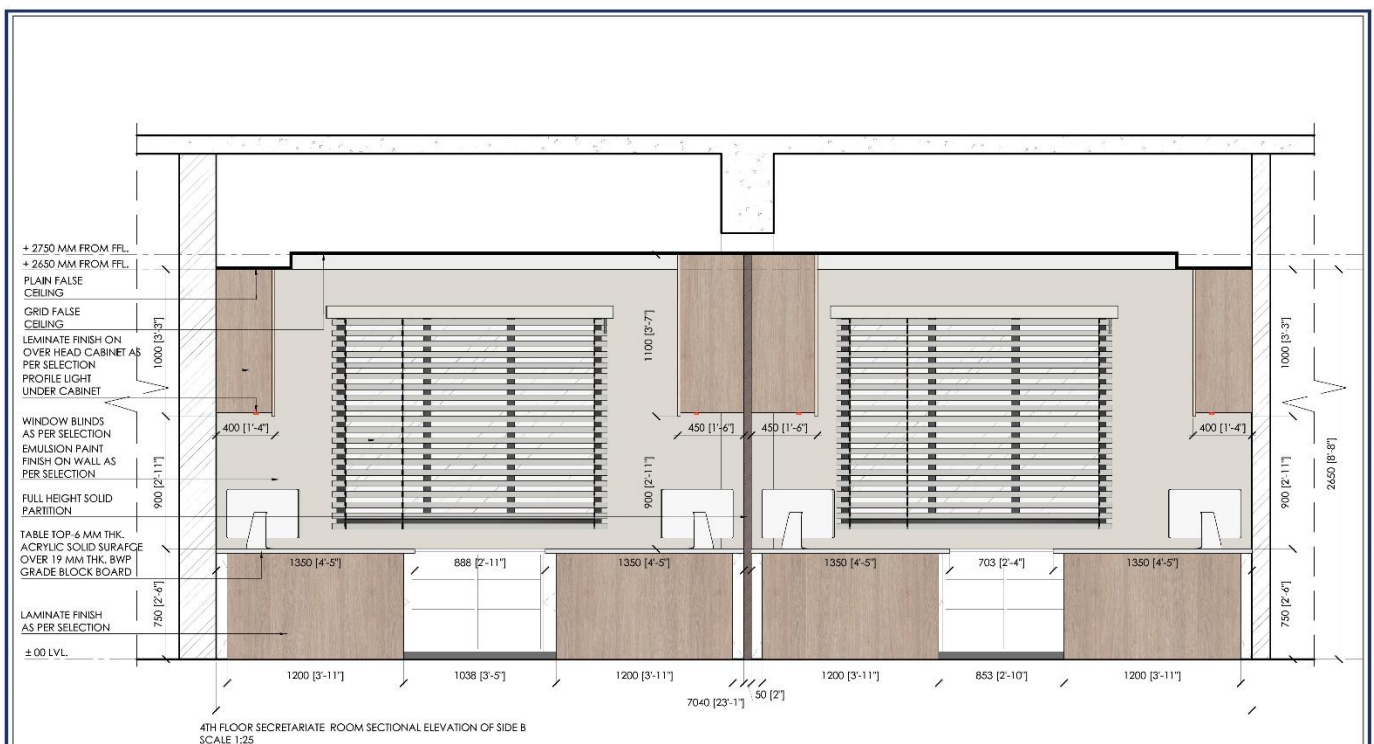 + 2750 MM FROM FFL.
+ 2650 MM FROM FFL.
PLAIN FALSE
CEILING
GRID FALSE
CEILING
LEMINATE FINISH ON
OVER HEAD CABINET AS
PER SELECTION
PROFILE LIGHT
UNDER CABINET
WINDOW BLINDS
AS PER SELECTION
EMULSION PAINT
FINISH ON WALL AS
PER SELECTION
FULL HEIGHT SOLID
PARTITION
TABLE TOP-6 MM THK.
ACRYLIC SOLID SURAFCE
OVER 19 MM THK. BWP
GRADE BLOCK BOARD
LAMINATE FINISH
AS PER SELECTION
± 00 LVL.
1000 [3'-3"]
900 [2'-11"]
750 [2'-6"]
400 [1'-4"]
1100 [3'-7"]
900 [2'-11"]
450 [1'-6"]
450 [1'-6"]
400 [1'-4"]
1000 [3'-3"]
900 [2'-11"]
750 [2'-6"]
2650 [8'-8"]
1350 [4'-5"]
888 [2'-11"]
1350 [4'-5"]
1350 [4'-5"]
703 [2'-4"]
1350 [4'-5"]
1200 [3'-11"]
1038 [3'-5"]
1200 [3'-11"]
50 [2"]
1200 [3'-11"]
853 [2'-10"]
1200 [3'-11"]
7040 [23'-1"]
4TH FLOOR SECRETARIATE ROOM SECTIONAL ELEVATION OF SIDE B
SCALE 1:25